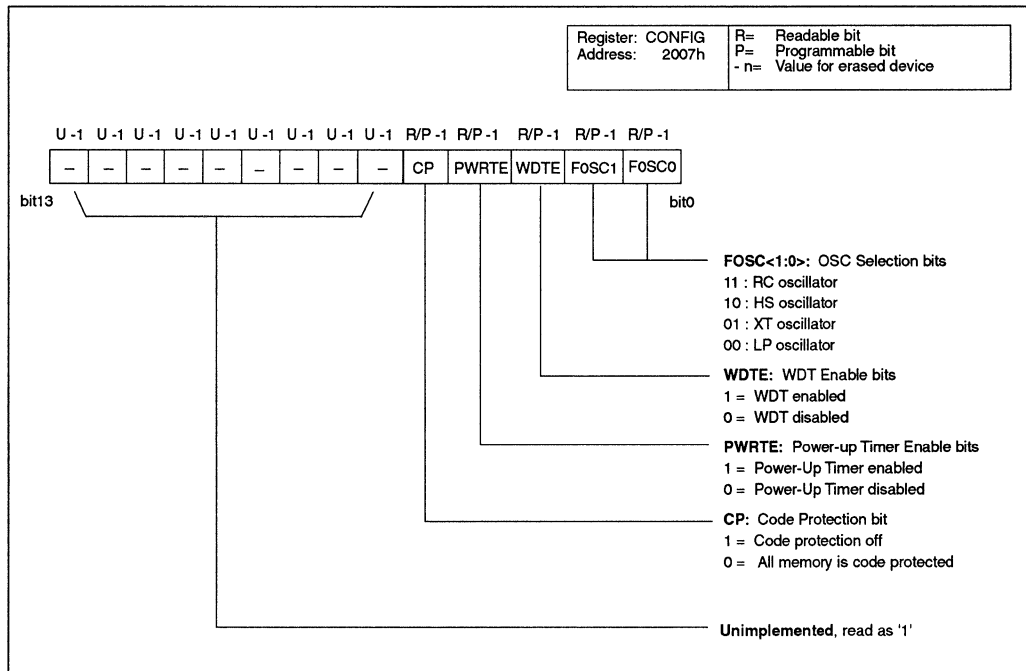 Register: CONFIG
Address: 2007h
R= Readable bit
P= Programmable bit
- n= Value for erased device
U -1 U -1 U -1 U -1 U -1 U -1 U -1 U -1 U -1 R/P -1 R/P -1 R/P -1 R/P -1 R/P -1
– – – – – – – – – CP PWRTE WDTE F0SC1 F0SC0
bit13 bit0
FOSC<1:0>: OSC Selection bits
11 : RC oscillator
10 : HS oscillator
01 : XT oscillator
00 : LP oscillator
WDTE: WDT Enable bits
1 = WDT enabled
0 = WDT disabled
PWRTE: Power-up Timer Enable bits
1 = Power-Up Timer enabled
0 = Power-Up Timer disabled
CP: Code Protection bit
1 = Code protection off
0 = All memory is code protected
Unimplemented, read as '1'